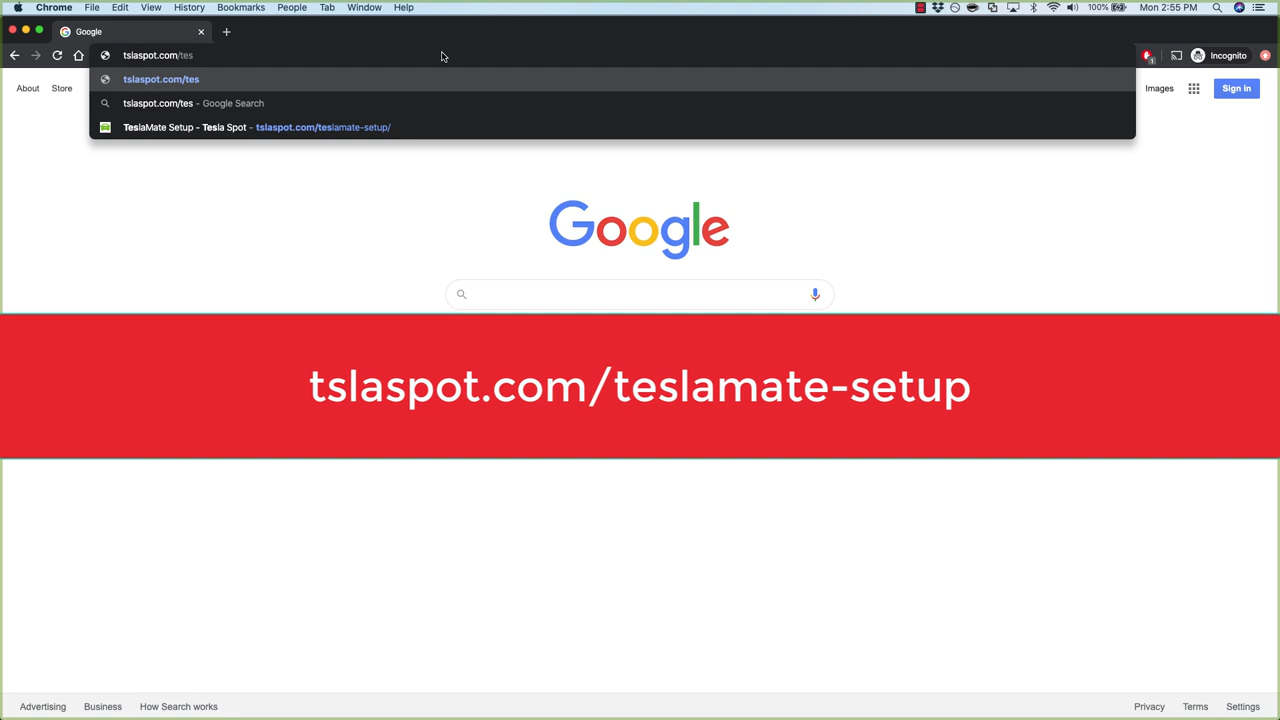 Chrome File Edit View History Bookmarks People Tab Window Help 100% Mon 2:55 PM
Google
tslaspot.com/tes
1
Incognito
tslaspot.com/tes
tslaspot.com/tes - Google Search
TeslaMate Setup - Tesla Spot - tslaspot.com/teslamate-setup/
About Store Images Sign in
Google
tslaspot.com/teslamate-setup
Advertising Business How Search works Privacy Terms Settings